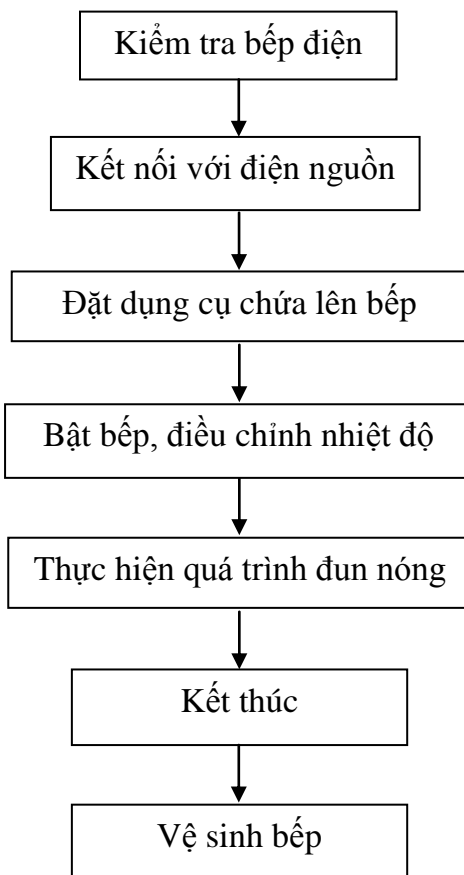 Kiểm tra bếp điện
Kết nối với điện nguồn
Đặt dụng cụ chứa lên bếp
Bật bếp, điều chỉnh nhiệt độ
Thực hiện quá trình đun nóng
Kết thúc
Vệ sinh bếp